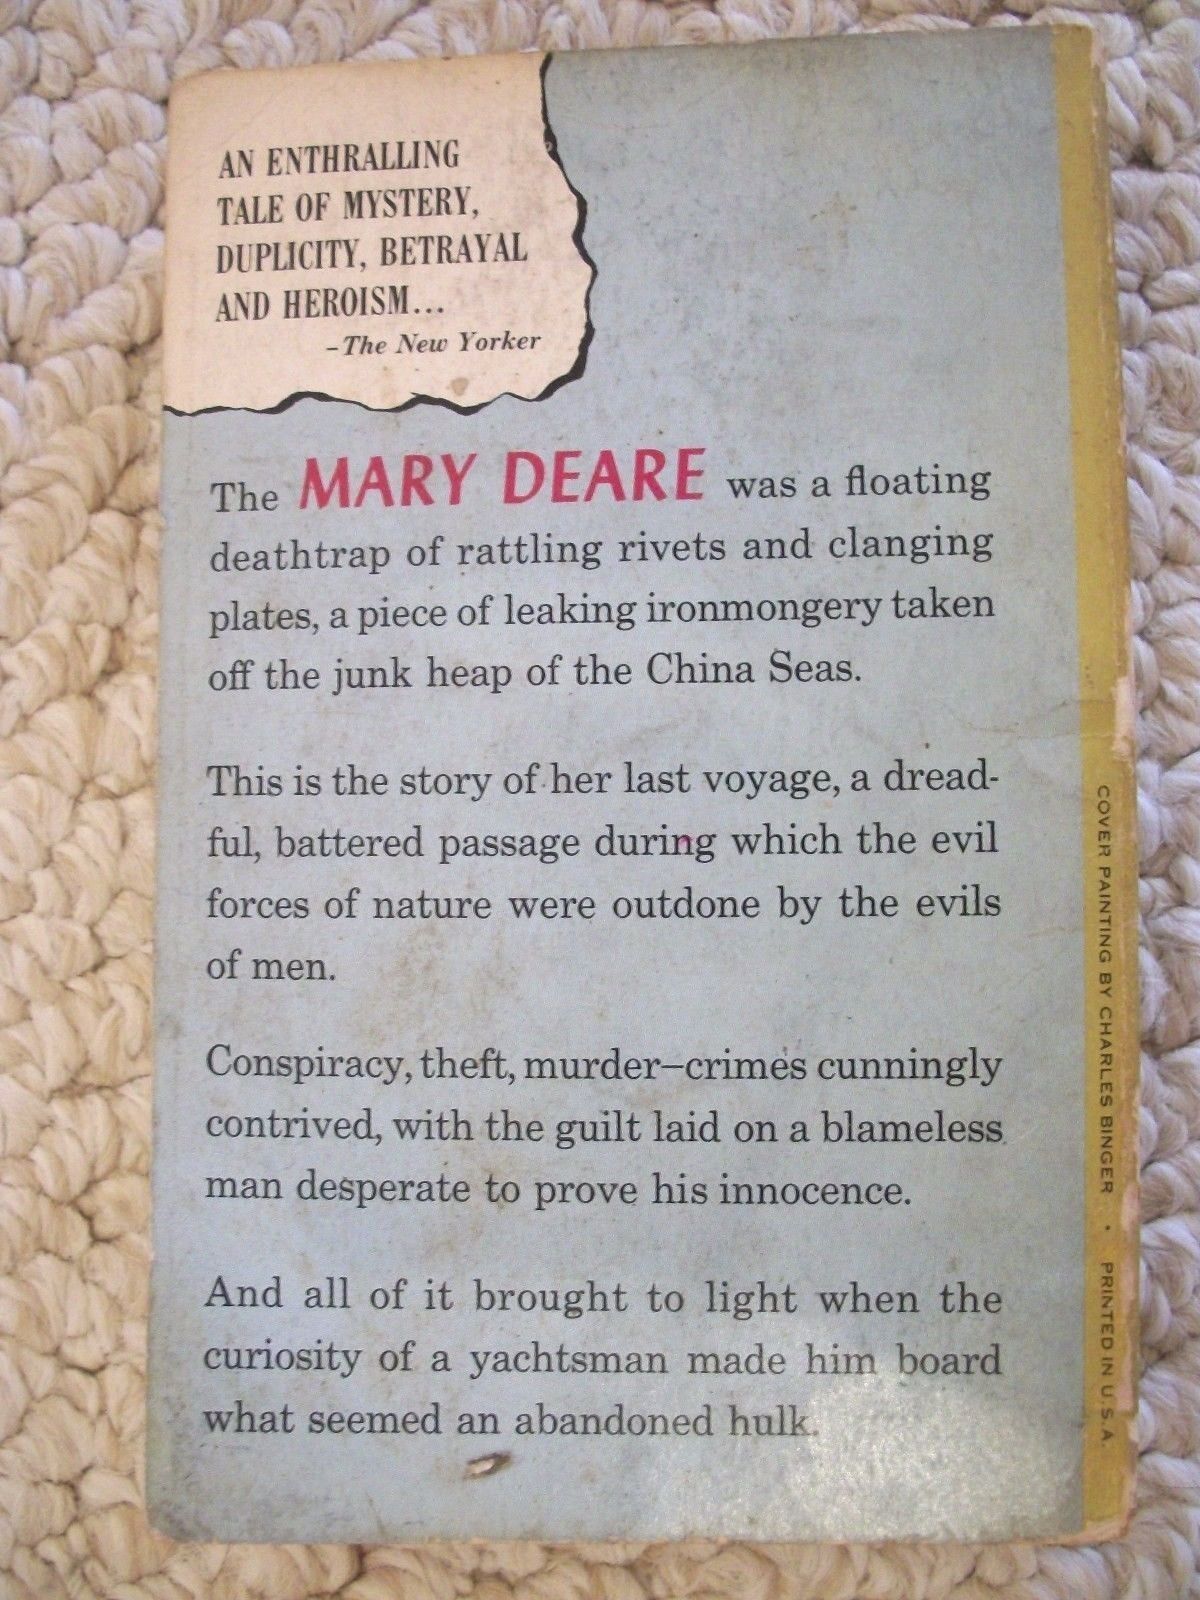 AN ENTHRALLING
TALE OF MYSTERY,
DUPLICITY, BETRAYAL
AND HEROISM...
–The New Yorker
The MARY DEARE was a floating
deathtrap of rattling rivets and clanging
plates, a piece of leaking ironmongery taken
off the junk heap of the China Seas.
This is the story of her last voyage, a dread-
ful, battered passage during which the evil
forces of nature were outdone by the evils
of men.
Conspiracy, theft, murder—crimes cunningly
contrived, with the guilt laid on a blameless
man desperate to prove his innocence.
And all of it brought to light when the
curiosity of a yachtsman made him board
what seemed an abandoned hulk.
COVER PAINTING BY CHARLES BINGER • PRINTED IN U.S.A.